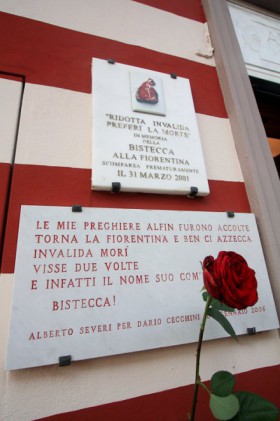 "RIDOTTA INVALIDA
PREFERÌ LA MORTE"
IN MEMORIA
DELLA
BISTECCA
ALLA FIORENTINA
SCOMPARSA PREMATURAMENTE
IL 31 MARZO 2001
LE MIE PREGHIERE ALFIN FURONO ACCOLTE
TORNA LA FIORENTINA E BEN CI AZZECCA
INVALIDA MORÍ
VISSE DUE VOLTE
E INFATTI IL NOME SUO COM
BISTECCA!
ALBERTO SEVERI PER DARIO CECCHINI 2006